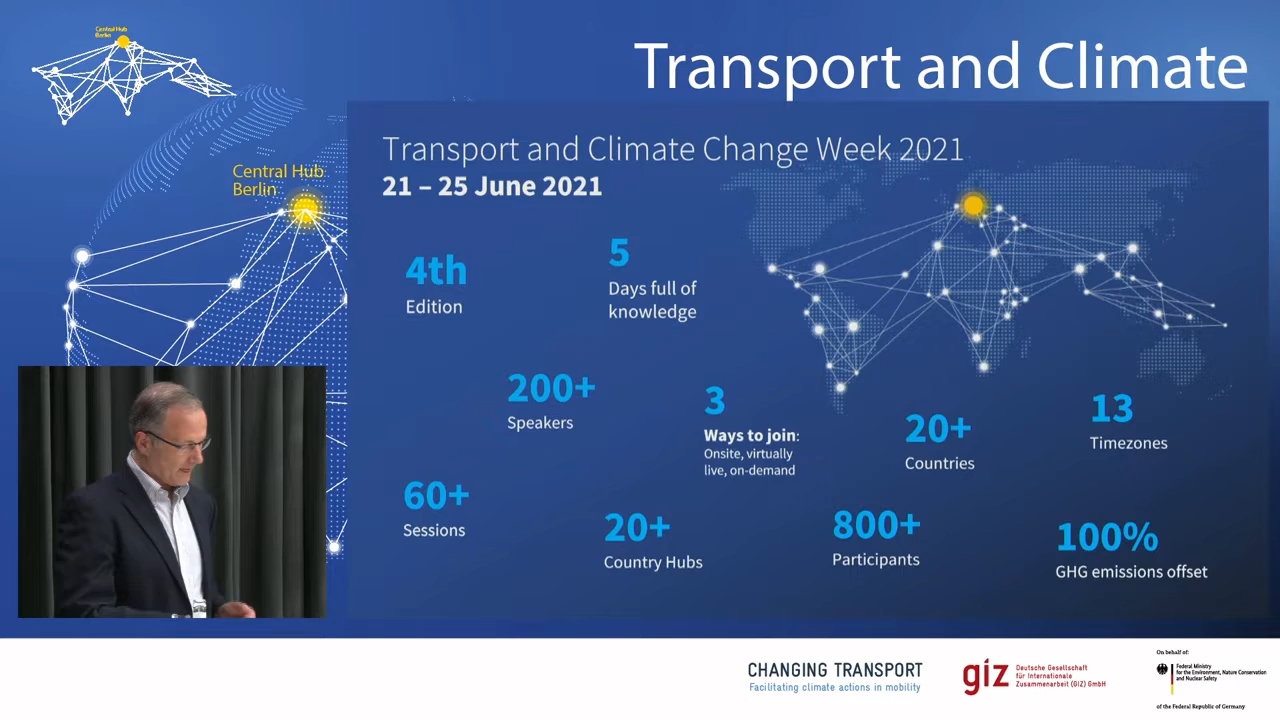 Central Hub
Berlin
Transport and Climate
Central Hub
Berlin
Transport and Climate Change Week 2021
21 – 25 June 2021
4th
Edition
5
Days full of
knowledge
200+
Speakers
3
Ways to join:
Onsite, virtually
live, on-demand
20+
Countries
13
Timezones
60+
Sessions
20+
Country Hubs
800+
Participants
100%
GHG emissions offset
CHANGING TRANSPORT
Facilitating climate actions in mobility
giz
Deutsche Gesellschaft
für Internationale
Zusammenarbeit (GIZ) GmbH
On behalf of:
Federal Ministry
for the Environment, Nature Conservation
and Nuclear Safety
of the Federal Republic of Germany